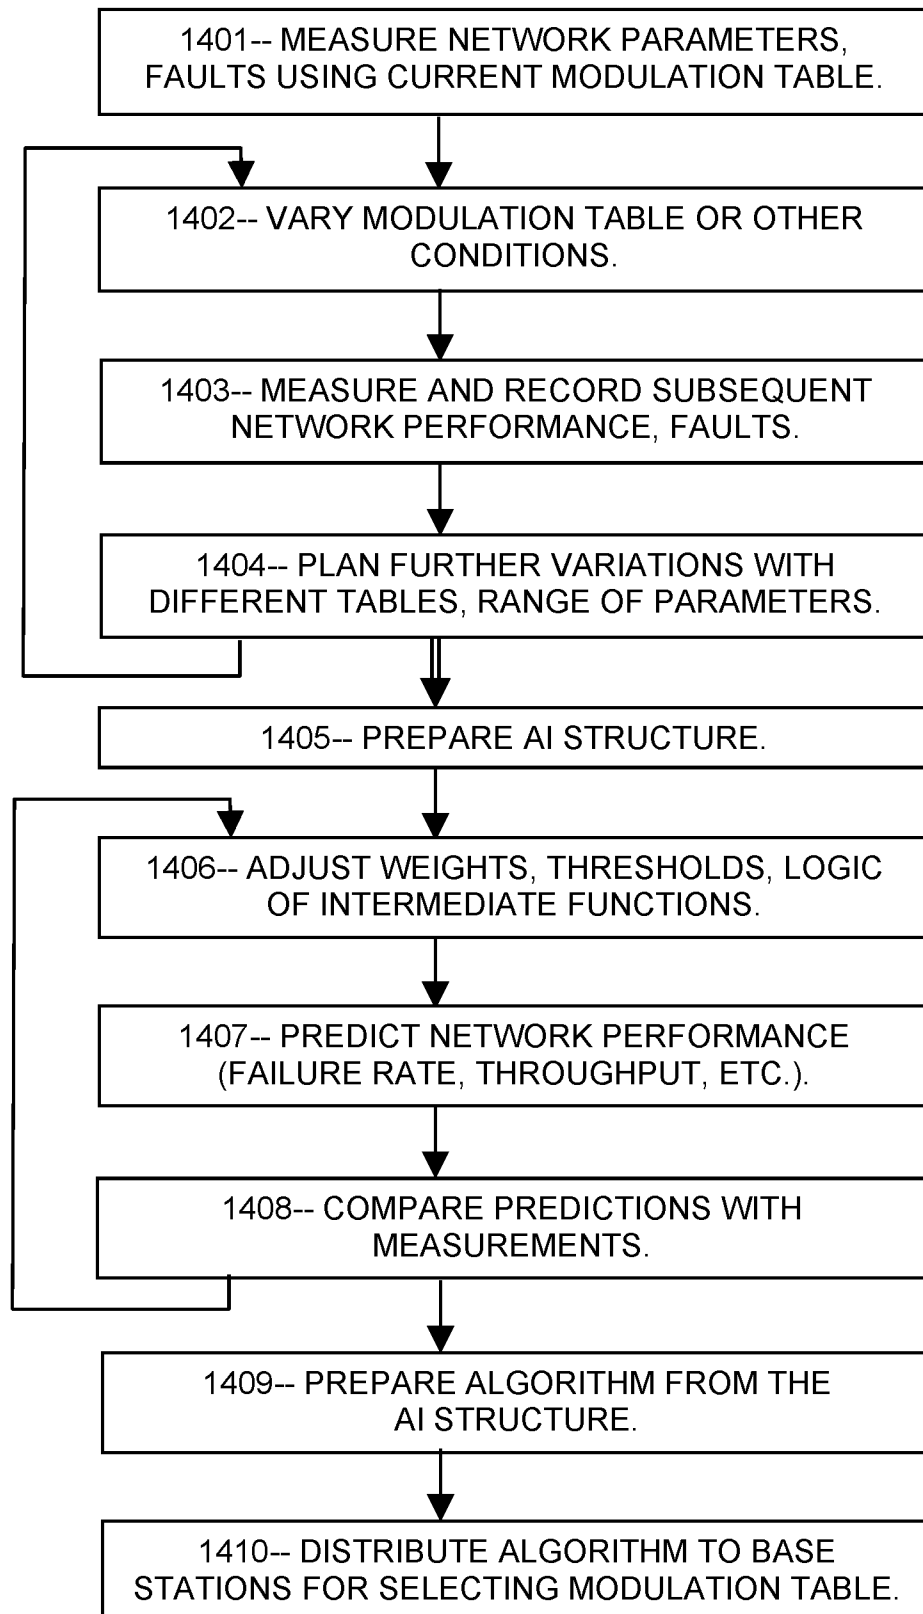 1401-- MEASURE NETWORK PARAMETERS,
FAULTS USING CURRENT MODULATION TABLE.
1402-- VARY MODULATION TABLE OR OTHER
CONDITIONS.
1403-- MEASURE AND RECORD SUBSEQUENT
NETWORK PERFORMANCE, FAULTS.
1404-- PLAN FURTHER VARIATIONS WITH
DIFFERENT TABLES, RANGE OF PARAMETERS.
1405-- PREPARE AI STRUCTURE.
1406-- ADJUST WEIGHTS, THRESHOLDS, LOGIC
OF INTERMEDIATE FUNCTIONS.
1407-- PREDICT NETWORK PERFORMANCE
(FAILURE RATE, THROUGHPUT, ETC.).
1408-- COMPARE PREDICTIONS WITH
MEASUREMENTS.
1409-- PREPARE ALGORITHM FROM THE
AI STRUCTURE.
1410-- DISTRIBUTE ALGORITHM TO BASE
STATIONS FOR SELECTING MODULATION TABLE.